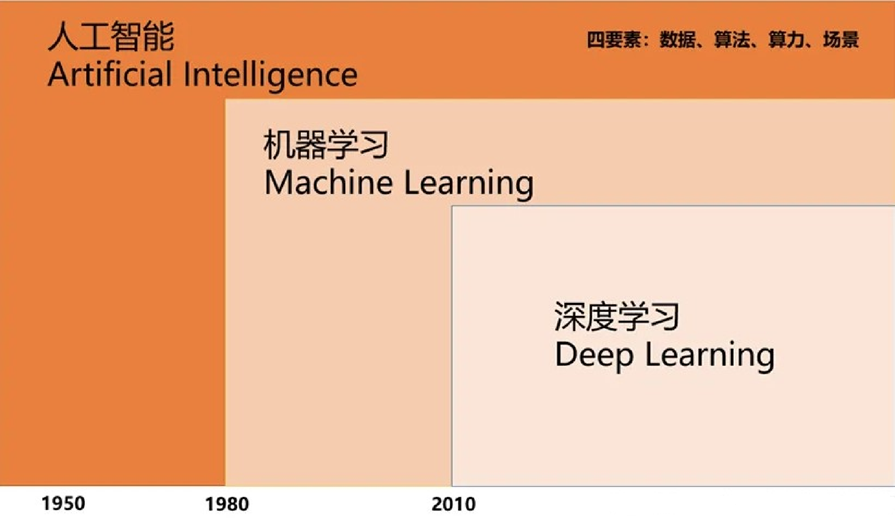 人工智能
Artificial Intelligence
四要素：数据、算法、算力、场景
机器学习
Machine Learning
深度学习
Deep Learning
1950
1980
2010